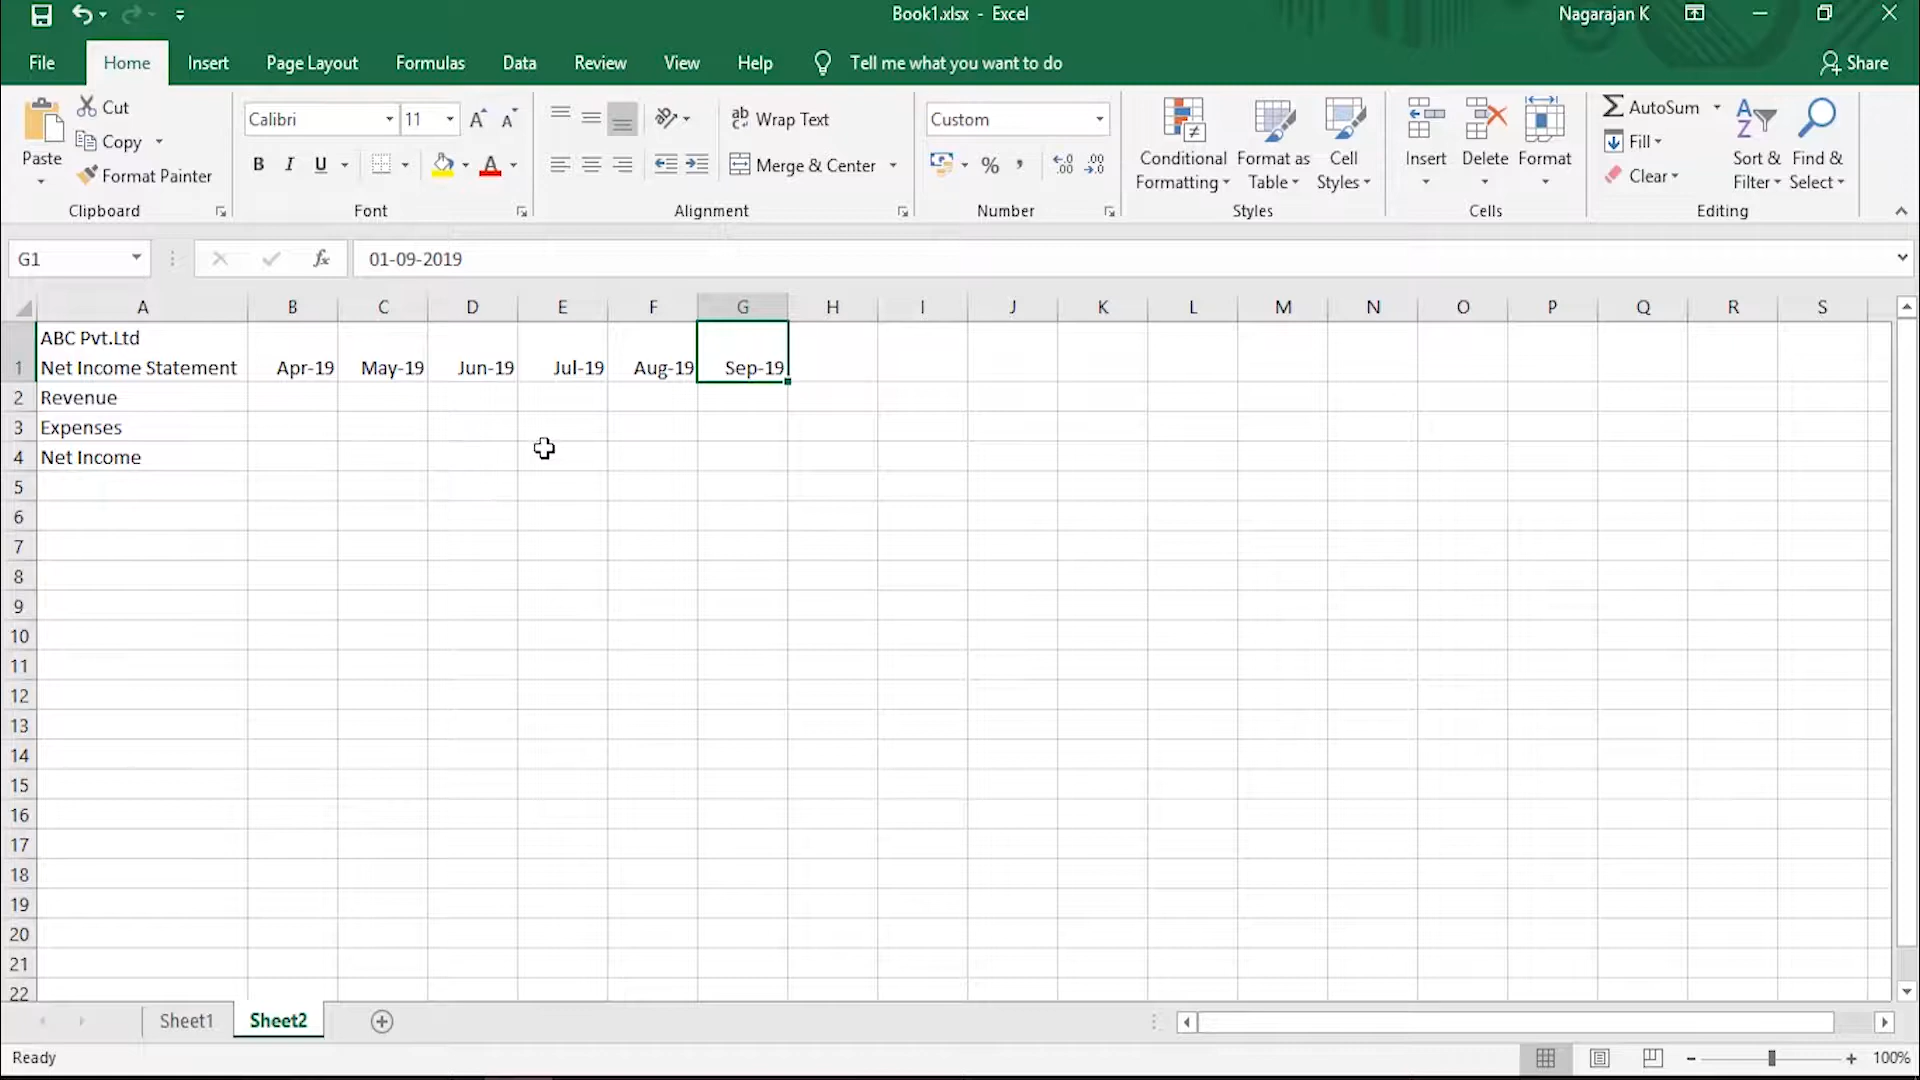 Book1.xlsx - Excel
Nagarajan K
File Home Insert Page Layout Formulas Data Review View Help Tell me what you want to do Share
Paste
Cut
Copy
Format Painter
Clipboard
Calibri 11 A A
B I U A
Font
ab Wrap Text
Merge & Center
Alignment
Custom
% , .0 .00 .00 .0
Number
Conditional Formatting
Format as Table
Cell Styles
Styles
Insert Delete Format
Cells
AutoSum
Fill
Clear
Sort & Filter
Find & Select
Editing
G1 fx 01-09-2019
A B C D E F G H I J K L M N O P Q R S
ABC Pvt.Ltd
1 Net Income Statement Apr-19 May-19 Jun-19 Jul-19 Aug-19 Sep-19
2 Revenue
3 Expenses
4 Net Income
5
6
7
8
9
10
11
12
13
14
15
16
17
18
19
20
21
22
Sheet1 Sheet2
Ready 100%